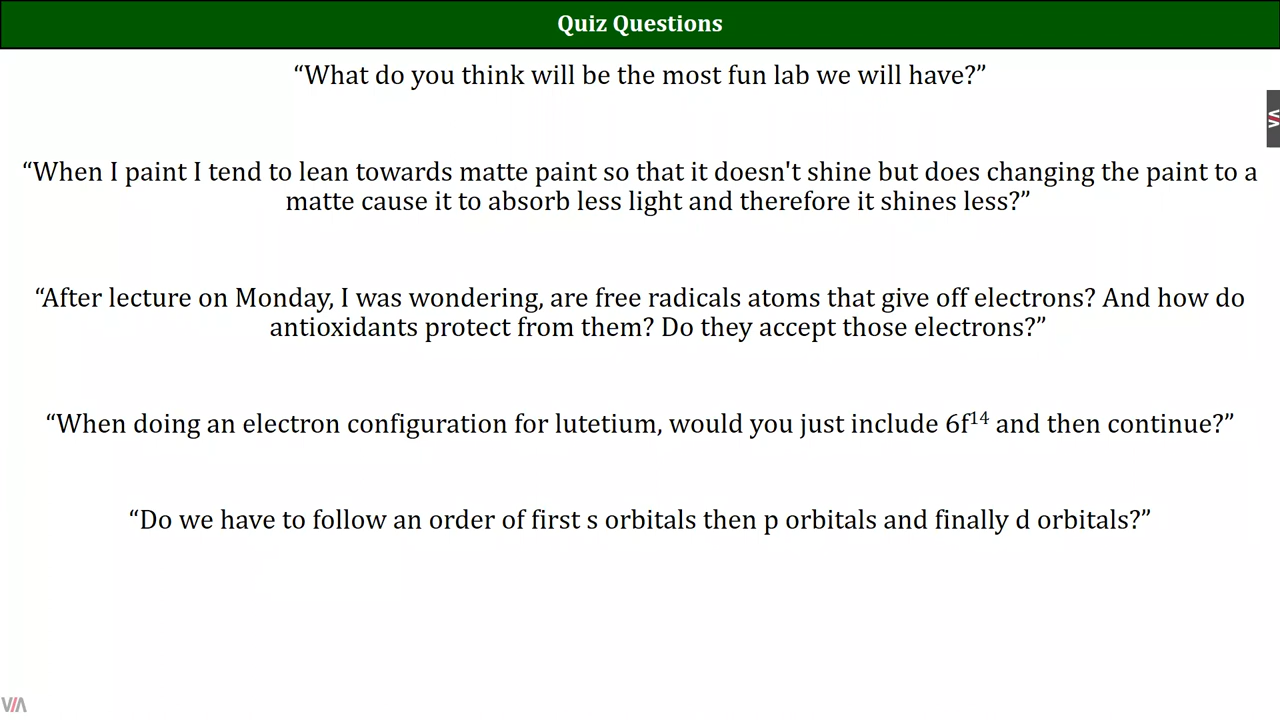 Quiz Questions
“What do you think will be the most fun lab we will have?”
“When I paint I tend to lean towards matte paint so that it doesn't shine but does changing the paint to a
matte cause it to absorb less light and therefore it shines less?”
“After lecture on Monday, I was wondering, are free radicals atoms that give off electrons? And how do
antioxidants protect from them? Do they accept those electrons?”
“When doing an electron configuration for lutetium, would you just include 6f¹⁴ and then continue?”
“Do we have to follow an order of first s orbitals then p orbitals and finally d orbitals?”
VIA